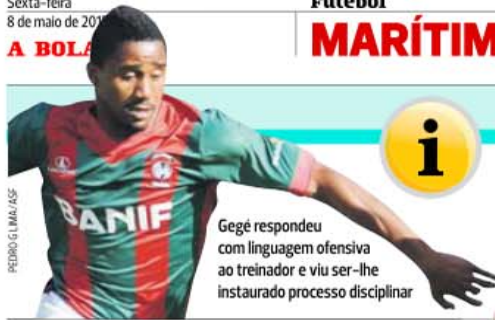 Sexta-feira
8 de maio de
A BOLA
Futebol
MARÍTIM
i
BANIF
PEDRO G LIMA/ASF
Gegé respondeu
com linguagem ofensiva
ao treinador e viu ser-lhe
instaurado processo disciplinar